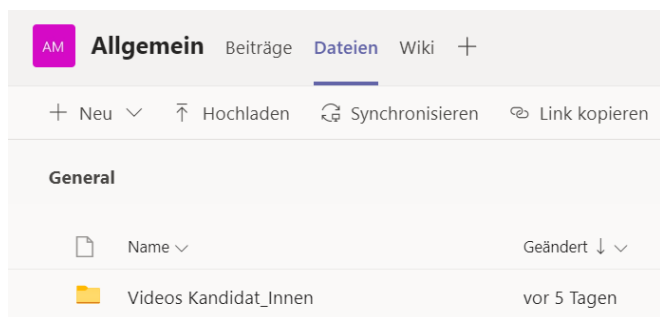 AM Allgemein Beiträge Dateien Wiki
Neu Hochladen Synchronisieren Link kopieren
General
Name Geändert
Videos Kandidat_Innen vor 5 Tagen